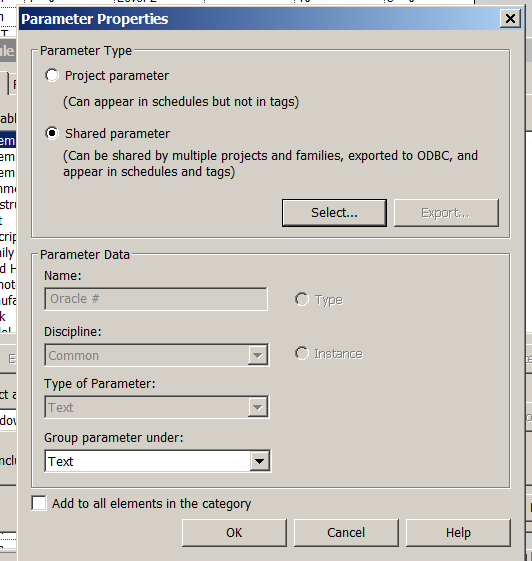 Parameter Properties
Parameter Type
Project parameter
(Can appear in schedules but not in tags)
Shared parameter
(Can be shared by multiple projects and families, exported to ODBC, and
appear in schedules and tags)
Select...
Export...
Parameter Data
Name:
Oracle #
Type
Discipline:
Common
Instance
Type of Parameter:
Text
Group parameter under:
Text
Add to all elements in the category
OK
Cancel
Help